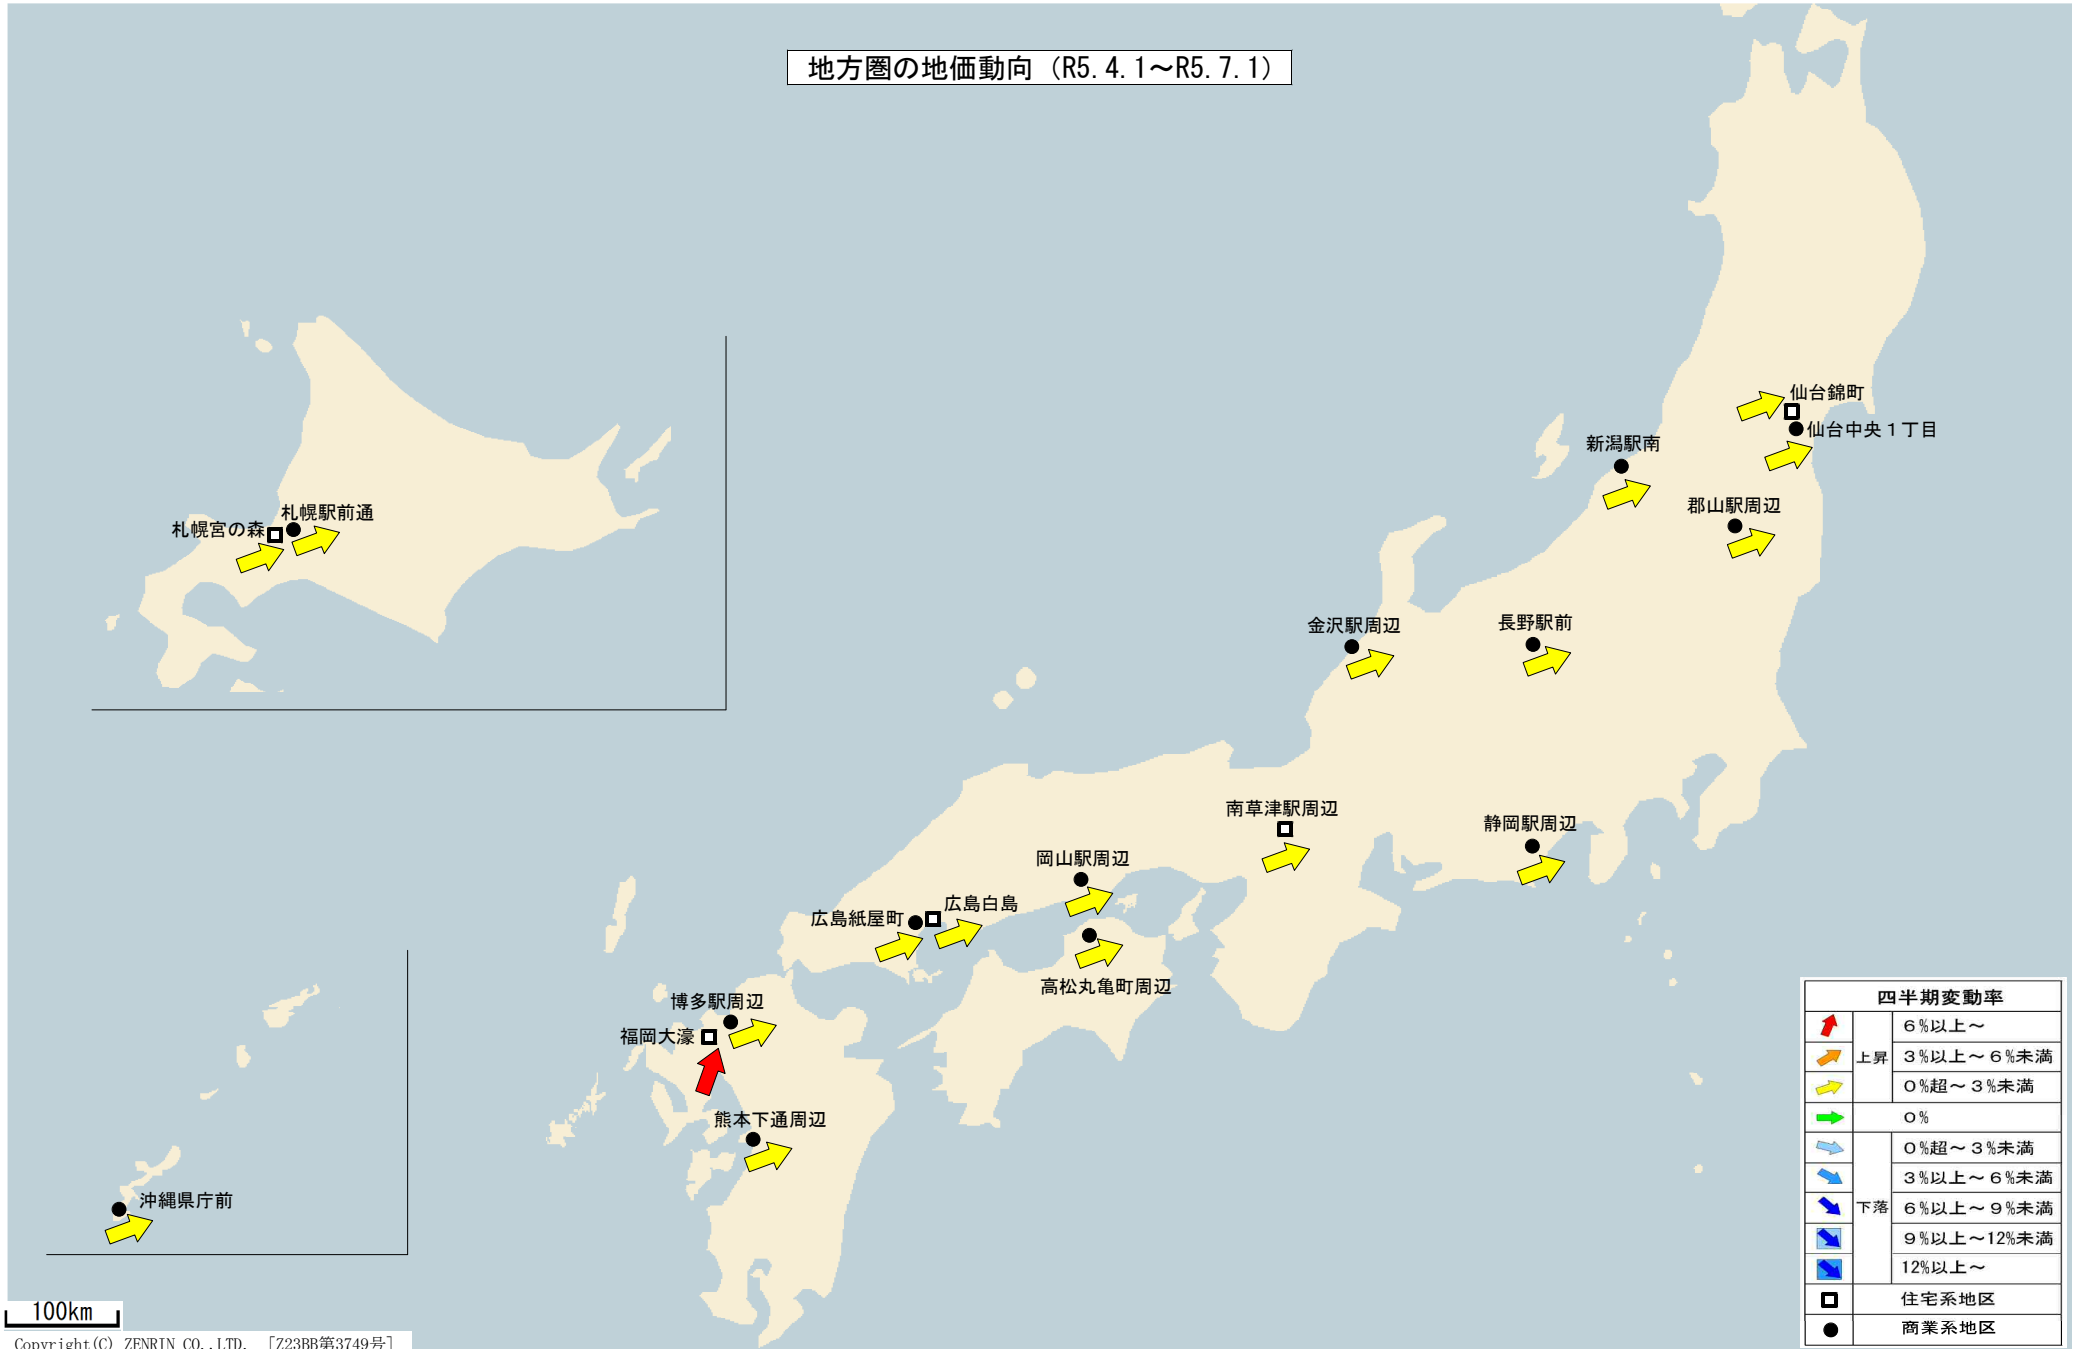 地方圏の地価動向（R5.4.1～R5.7.1）
仙台錦町
仙台中央１丁目
新潟駅南
郡山駅周辺
札幌駅前通
札幌宮の森
金沢駅周辺
長野駅前
南草津駅周辺
静岡駅周辺
岡山駅周辺
広島白島
広島紙屋町
高松丸亀町周辺
博多駅周辺
福岡大濠
熊本下通周辺
沖縄県庁前
四半期変動率
上昇
６%以上～
３%以上～６%未満
０%超～３%未満
０%
下落
０%超～３%未満
３%以上～６%未満
６%以上～９%未満
９%以上～12%未満
12%以上～
住宅系地区
商業系地区
100km
Copyright(C) ZENRIN CO.,LTD. ［Z23BB第3749号］